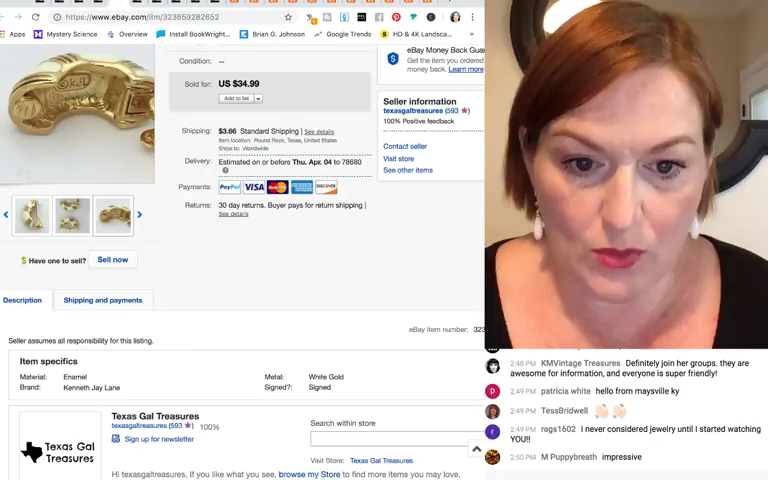 https://www.ebay.com/itm/323659282652
Apps
Mystery Science
Overview
Install BookWright...
Brian G. Johnson
Google Trends
HD & 4K Landsca...
Condition: --
Sold for: US $34.99
Add to list
Shipping: $3.66 Standard Shipping | See details
Item location: Round Rock, Texas, United States
Ships to: Worldwide
Delivery: Estimated on or before Thu. Apr. 04 to 78680
Payments: PayPal VISA MasterCard DISCOVER
Returns: 30 day returns. Buyer pays for return shipping |
See details
eBay Money Back Gua
Get the item you ordered
money back. Learn more
Seller information
texasgaltreasures (593 )
100% Positive feedback
Contact seller
Visit store
See other items
©KJL
$ Have one to sell? Sell now
Description
Shipping and payments
eBay item number: 323
Seller assumes all responsibility for this listing.
Item specifics
Material: Enamel Metal: White Gold
Brand: Kenneth Jay Lane Signed?: Signed
Texas Gal
Treasures
Texas Gal Treasures
texasgaltreasures (593 ) 100%
Sign up for newsletter
Search within store
Visit Store: Texas Gal Treasures
Hi texasgaltreasures. If you like what you see, browse my Store to find more items you may love.
2:48 PM KMVintage Treasures Definitely join her groups. they are
awesome for information, and everyone is super friendly!
p 2:49 PM patricia white hello from maysville ky
2:49 PM TessBridwell
r 2:49 PM rags1602 I never considered jewelry until I started watching
YOU!!
2:50 PM M Puppybreath impressive